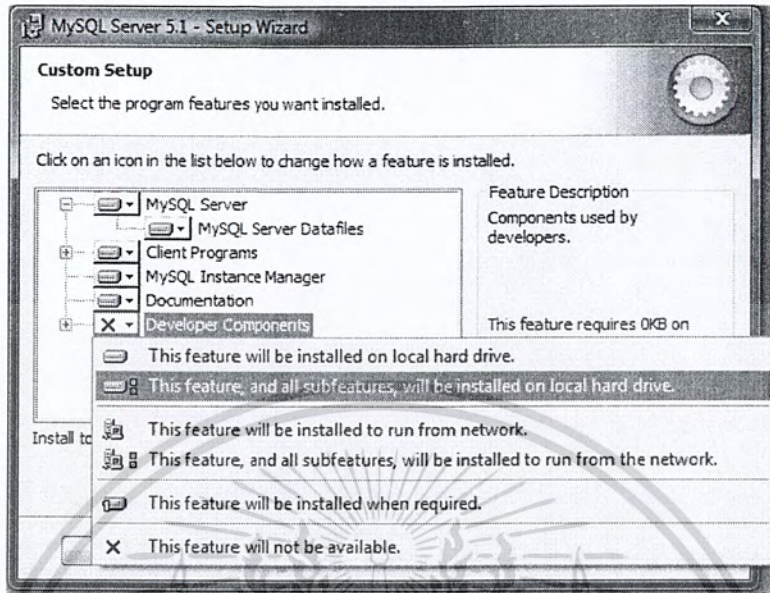 MySQL Server 5.1 - Setup Wizard
Custom Setup
Select the program features you want installed.
Click on an icon in the list below to change how a feature is installed.
MySQL Server
MySQL Server Datafiles
Client Programs
MySQL Instance Manager
Documentation
Developer Components
Feature Description
Components used by
developers.
This feature requires 0KB on
This feature will be installed on local hard drive.
This feature, and all subfeatures, will be installed on local hard drive.
Install to
This feature will be installed to run from network.
This feature, and all subfeatures, will be installed to run from the network.
This feature will be installed when required.
This feature will not be available.